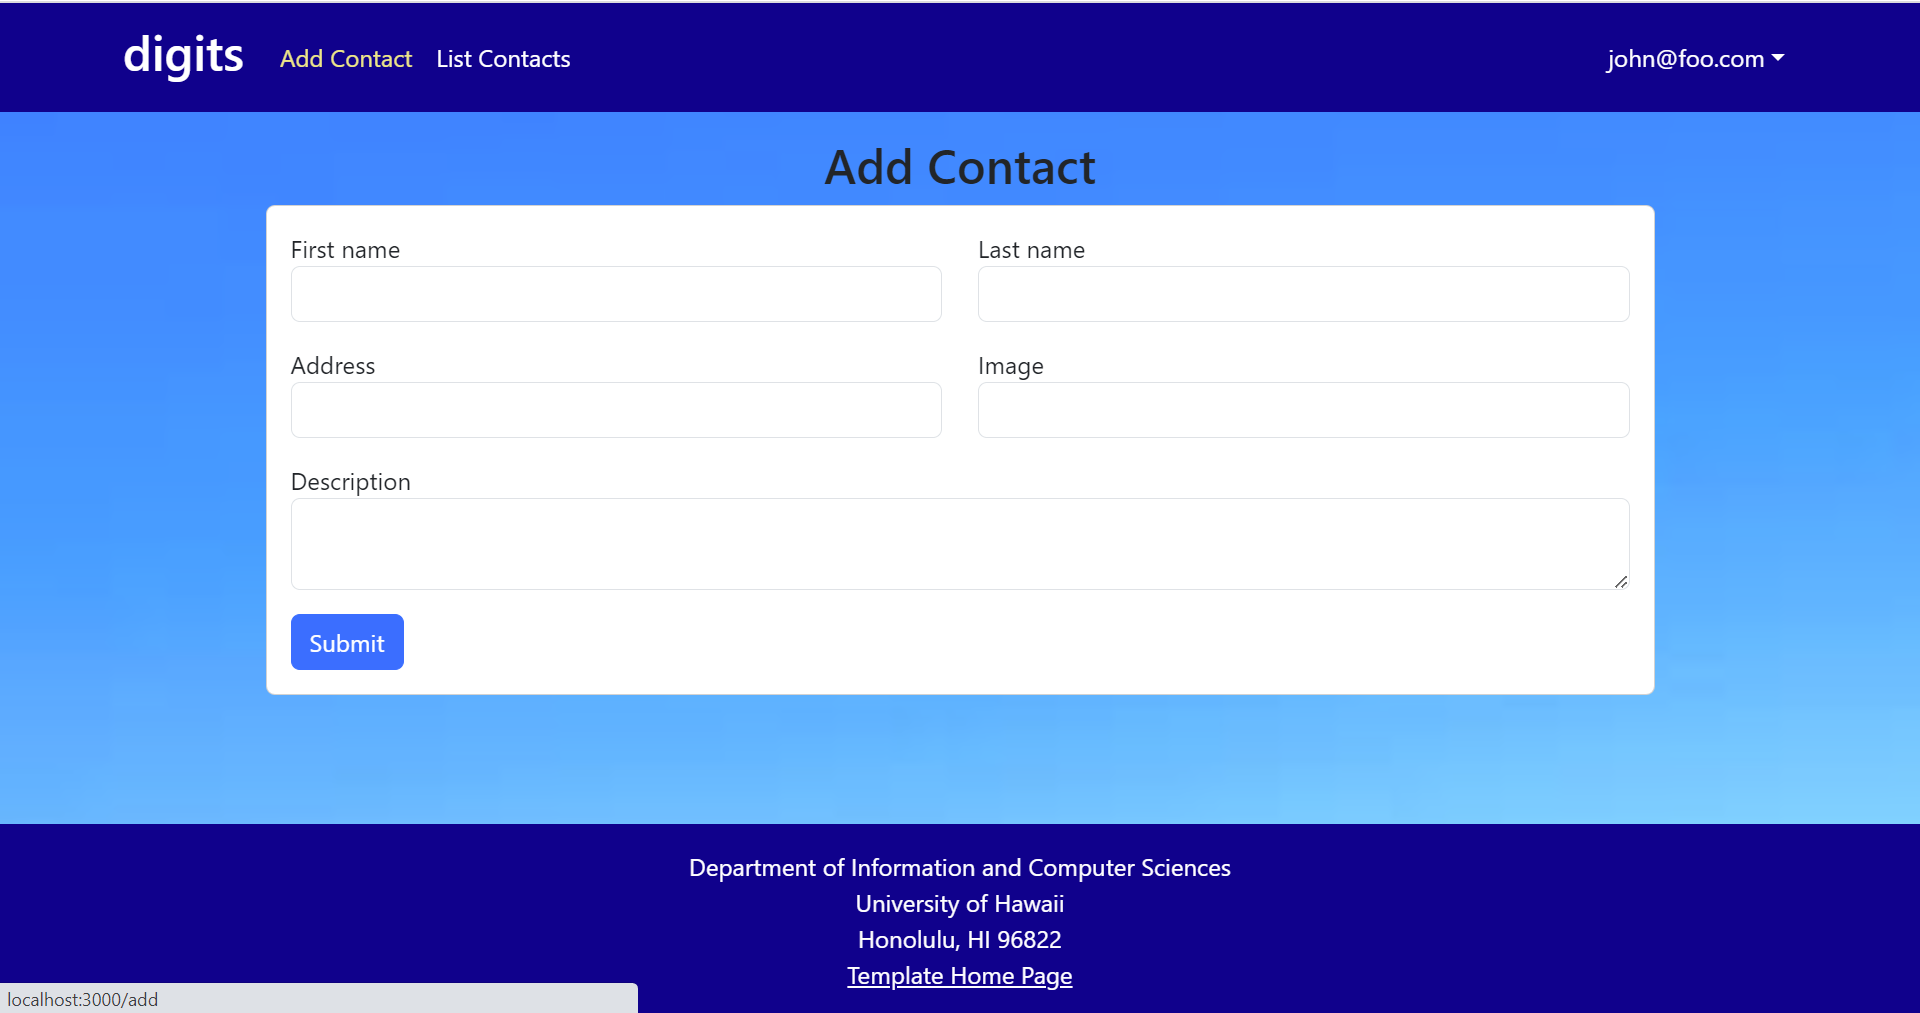 digits Add Contact List Contacts john@foo.com
Add Contact
First name Last name
Address Image
Description
Submit
Department of Information and Computer Sciences
University of Hawaii
Honolulu, HI 96822
Template Home Page
localhost:3000/add